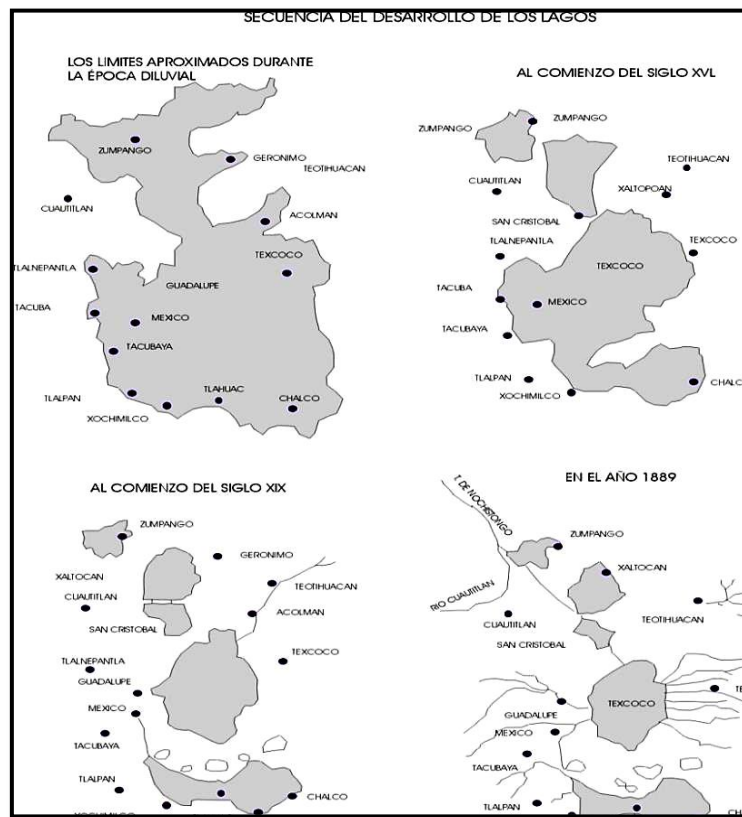 SECUENCIA DEL DESARROLLO DE LOS LAGOS
LOS LIMITES APROXIMADOS DURANTE
LA ÉPOCA DILUVIAL
ZUMPANGO
GERONIMO
TEOTIHUACAN
CUAUTITLAN
ACOLMAN
TEXCOCO
TLALNEPANTLA
GUADALUPE
TACUBA
MEXICO
TACUBAYA
TLALPAN
TLAHUAC
CHALCO
XOCHIMILCO
AL COMIENZO DEL SIGLO XVL
ZUMPANGO
ZUMPANGO
TEOTIHUACAN
CUAUTITLAN
XALTOPOAN
SAN CRISTOBAL
TLALNEPANTLA
TEXCOCO
TEXCOCO
TACUBA
MEXICO
TACUBAYA
TLALPAN
CHALC
XOCHIMILCO
AL COMIENZO DEL SIGLO XIX
ZUMPANGO
GERONIMO
XALTOCAN
TEOTIHUACAN
CUAUTITLAN
ACOLMAN
SAN CRISTOBAL
TLALNEPANTLA
TEXCOCO
GUADALUPE
MEXICO
TACUBAYA
TLALPAN
CHALCO
XOCHIMILCO
EN EL AÑO 1889
T. DE NOCHISTONGO
ZUMPANGO
XALTOCAN
RIO CUAUTITLAN
TEOTIHUACAN
CUAUTITLAN
SAN CRISTOBAL
TE
TEXCOCO
GUADALUPE
MEXICO
TACUBAYA
TLALPAN
CH